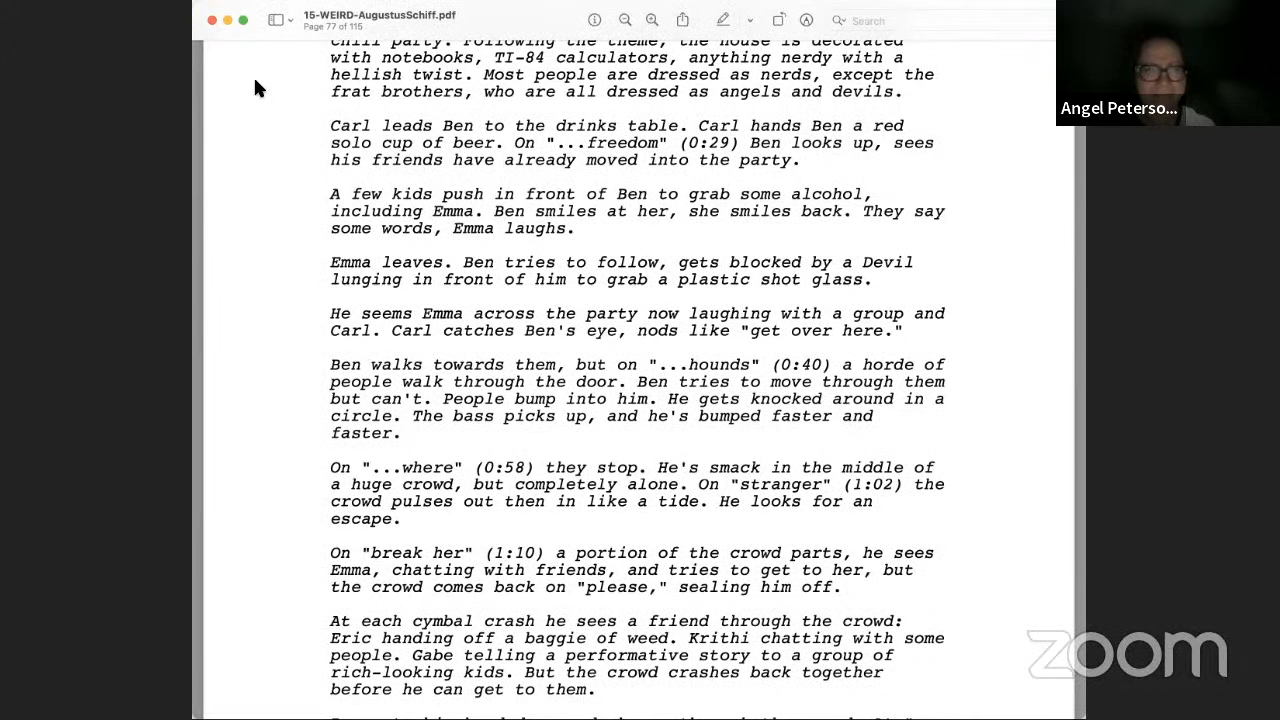 15-WEIRD-AugustusSchiff.pdf
Page 77 of 115
Search
chill party. Following the theme, the house is decorated
with notebooks, TI-84 calculators, anything nerdy with a
hellish twist. Most people are dressed as nerds, except the
frat brothers, who are all dressed as angels and devils.
Carl leads Ben to the drinks table. Carl hands Ben a red
solo cup of beer. On "...freedom" (0:29) Ben looks up, sees
his friends have already moved into the party.
A few kids push in front of Ben to grab some alcohol,
including Emma. Ben smiles at her, she smiles back. They say
some words, Emma laughs.
Emma leaves. Ben tries to follow, gets blocked by a Devil
lunging in front of him to grab a plastic shot glass.
He seems Emma across the party now laughing with a group and
Carl. Carl catches Ben's eye, nods like "get over here."
Ben walks towards them, but on "...hounds" (0:40) a horde of
people walk through the door. Ben tries to move through them
but can't. People bump into him. He gets knocked around in a
circle. The bass picks up, and he's bumped faster and
faster.
On "...where" (0:58) they stop. He's smack in the middle of
a huge crowd, but completely alone. On "stranger" (1:02) the
crowd pulses out then in like a tide. He looks for an
escape.
On "break her" (1:10) a portion of the crowd parts, he sees
Emma, chatting with friends, and tries to get to her, but
the crowd comes back on "please," sealing him off.
At each cymbal crash he sees a friend through the crowd:
Eric handing off a baggie of weed. Krithi chatting with some
people. Gabe telling a performative story to a group of
rich-looking kids. But the crowd crashes back together
before he can get to them.
Angel Peterso...
zoom